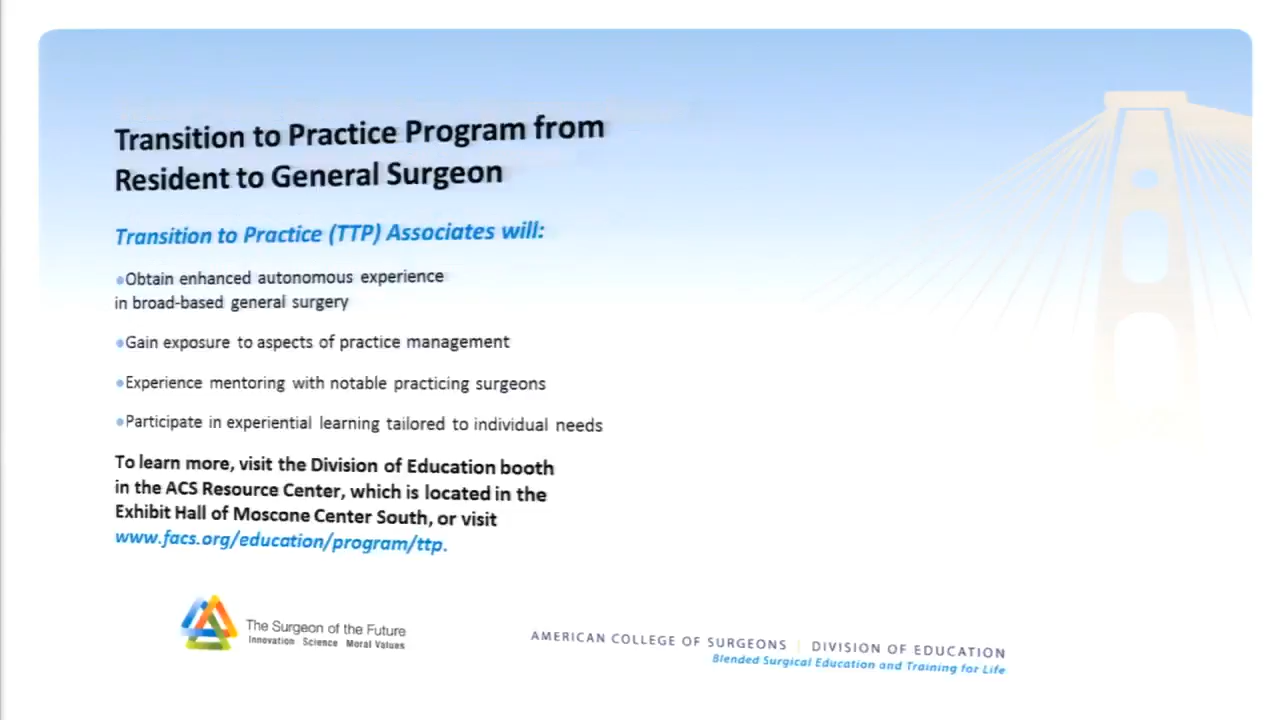 Transition to Practice Program from
Resident to General Surgeon
Transition to Practice (TTP) Associates will:
•Obtain enhanced autonomous experience
in broad-based general surgery
•Gain exposure to aspects of practice management
•Experience mentoring with notable practicing surgeons
•Participate in experiential learning tailored to individual needs
To learn more, visit the Division of Education booth
in the ACS Resource Center, which is located in the
Exhibit Hall of Moscone Center South, or visit
www.facs.org/education/program/ttp.
The Surgeon of the Future
Innovation Science Moral Values
AMERICAN COLLEGE OF SURGEONS | DIVISION OF EDUCATION
Blended Surgical Education and Training for Life